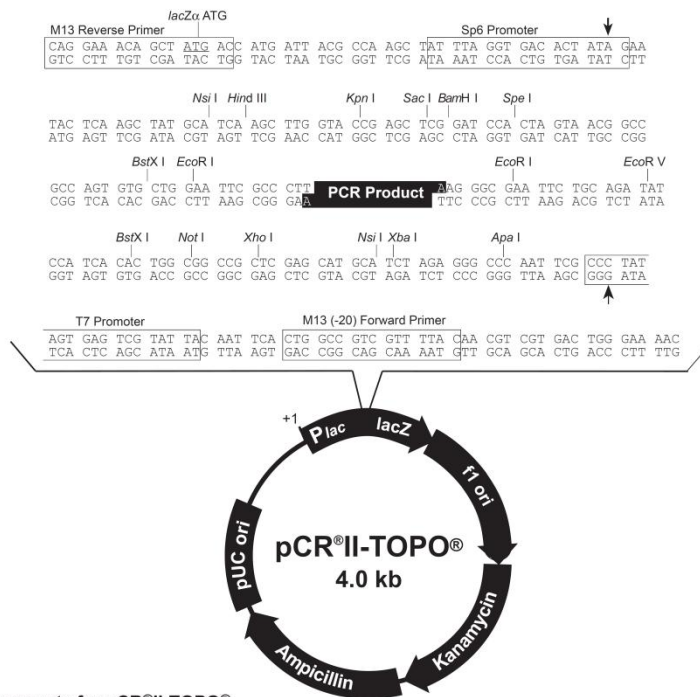 lacZα ATG
M13 Reverse Primer Sp6 Promoter
CAG GAA ACA GCT ATG ACC ATG ATT ACG CCA AGC TAT TTA GGT GAC ACT ATA GAA
GTC CTT TGT CGA TAC TGG TAC TAA TGC GGT TCG ATA AAT CCA CTG TGA TAT CTT
Nsi I Hind III Kpn I Sac I BamH I Spe I
TAC TCA AGC TAT GCA TCA AGC TTG GTA CCG AGC TCG GAT CCA CTA GTA ACG GCC
ATG AGT TCG ATA CGT AGT TCG AAC CAT GGC TCG AGC CTA GGT GAT CAT TGC CGG
BstX I EcoR I EcoR I EcoR V
GCC AGT GTG CTG GAA TTC GCC CTT PCR Product AAG GGC GAA TTC TGC AGA TAT
CGG TCA CAC GAC CTT AAG CGG GAA TTC CCG CTT AAG ACG TCT ATA
BstX I Not I Xho I Nsi I Xba I Apa I
CCA TCA CAC TGG CGG CCG CTC GAG CAT GCA TCT AGA GGG CCC AAT TCG CCC TAT
GGT AGT GTG ACC GCC GGC GAG CTC GTA CGT AGA TCT CCC GGG TTA AGC GGG ATA
T7 Promoter M13 (-20) Forward Primer
AGT GAG TCG TAT TAC AAT TCA CTG GCC GTC GTT TTA CAA CGT CGT GAC TGG GAA AAC
TCA CTC AGC ATA ATG TTA AGT GAC CGG CAG CAA AAT GTT GCA GCA CTG ACC CTT TTG
+1 Plac lacZ
f1 ori
pUC ori
pCR®II-TOPO®
4.0 kb
Kanamycin
Ampicillin